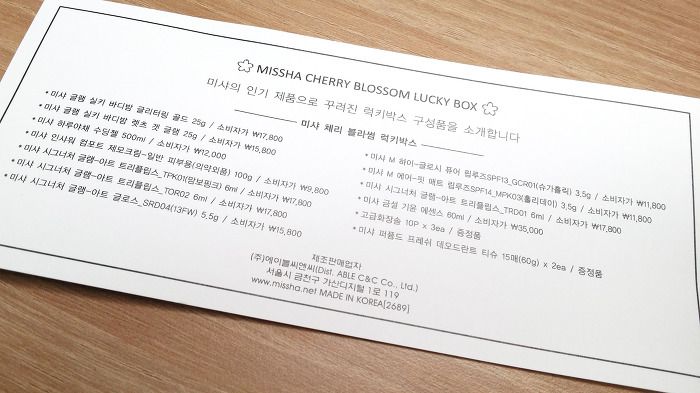 MISSHA CHERRY BLOSSOM LUCKY BOX
미샤의 인기 제품으로 꾸려진 럭키박스 구성품을 소개합니다
미샤 체리 블라썸 럭키박스
* 미샤 글램 실키 바디밤 글리터링 골드 25g / 소비자가 ₩17,800
* 미샤 글램 실키 바디밤 렛츠 겟 글램 25g / 소비자가 ₩15,800
* 미샤 하루야채 수딩젤 500ml / 소비자가 ₩12,000
* 미샤 인샤워 컴포트 제모크림-일반 피부용(의약외품) 100g / 소비자가 ₩9,800
* 미샤 시그너처 글램-아트 트리플립스_TPK01(맘보핑크) 6ml / 소비자가 ₩17,800
* 미샤 시그너처 글램-아트 트리플립스_TOR02 6ml / 소비자가 ₩17,800
* 미샤 시그너처 글램-아트 글로스_SRD04(13FW) 5,5g / 소비자가 ₩15,800
* 미샤 M 하이-글로시 퓨어 립루즈SPF13_GCR01(슈가홀릭) 3,5g / 소비자가 ₩11,800
* 미샤 M 에어-핏 매트 립루즈SPF14_MPK03(홀리데이) 3,5g / 소비자가 ₩11,800
* 미샤 시그너처 글램-아트 트리플립스_TRD01 6ml / 소비자가 ₩17,800
* 미샤 금설 기윤 에센스 60ml / 소비자가 ₩35,000
* 고급화장솜 10P x 3ea / 증정품
* 미샤 퍼퓸드 프레쉬 데오드란트 티슈 15매(60g) x 2ea / 증정품
제조판매업자
(주)에이블씨앤씨(Dist. ABLE C&C Co., Ltd.)
서울시 금천구 가산디지털 1로 119
www.missha.net MADE IN KOREA[2689]